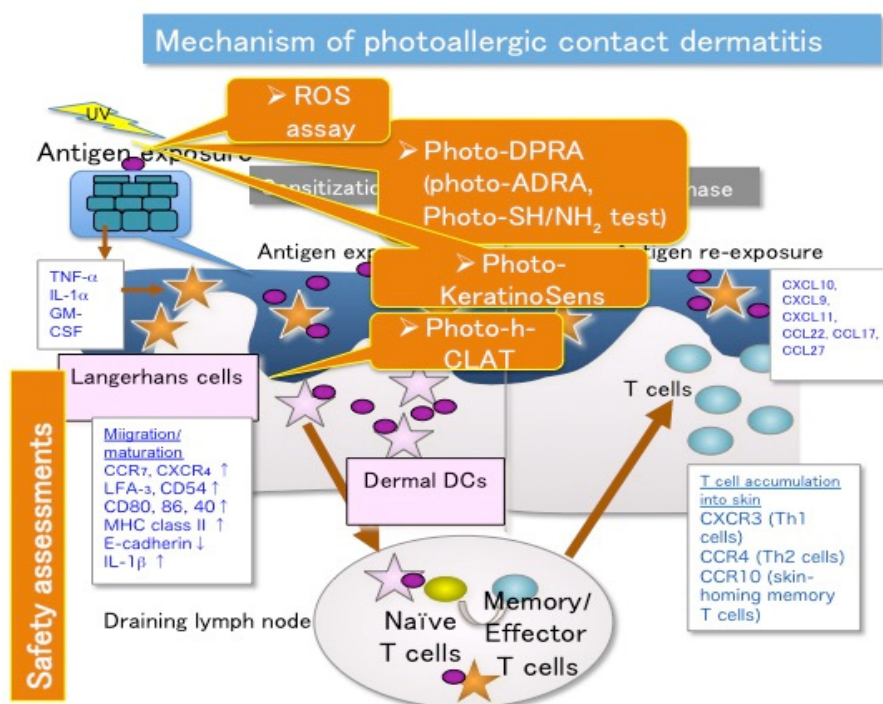 Mechanism of photoallergic contact dermatitis
UV
➢ ROS
assay
Antigen exposure
➢ Photo-DPRA
(photo-ADRA,
Photo-SH/NH₂ test)
Antigen re-exposure
➢ Photo-
KeratinoSens
➢ Photo-h-
CLAT
TNF-α
IL-1α
GM-
CSF
CXCL10,
CXCL9,
CXCL11,
CCL22, CCL17,
CCL27
Langerhans cells
T cells
Miigration/
maturation
CCR7, CXCR4 ↑
LFA-3, CD54 ↑
CD80, 86, 40 ↑
MHC class II ↑
E-cadherin ↓
IL-1β ↑
Dermal DCs
T cell accumulation
into skin
CXCR3 (Th1
cells)
CCR4 (Th2 cells)
CCR10 (skin-
homing memory
T cells)
Draining lymph node
Naïve
T cells
Memory/
Effector
T cells
Safety assessments